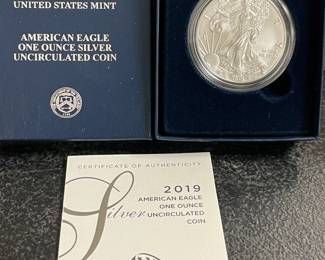 UNITED STATES MINT
AMERICAN EAGLE
ONE OUNCE SILVER
UNCIRCULATED COIN
CERTIFICATE OF AUTHENTICITY
2019
AMERICAN EAGLE
ONE OUNCE
Silver UNCIRCULATED
COIN